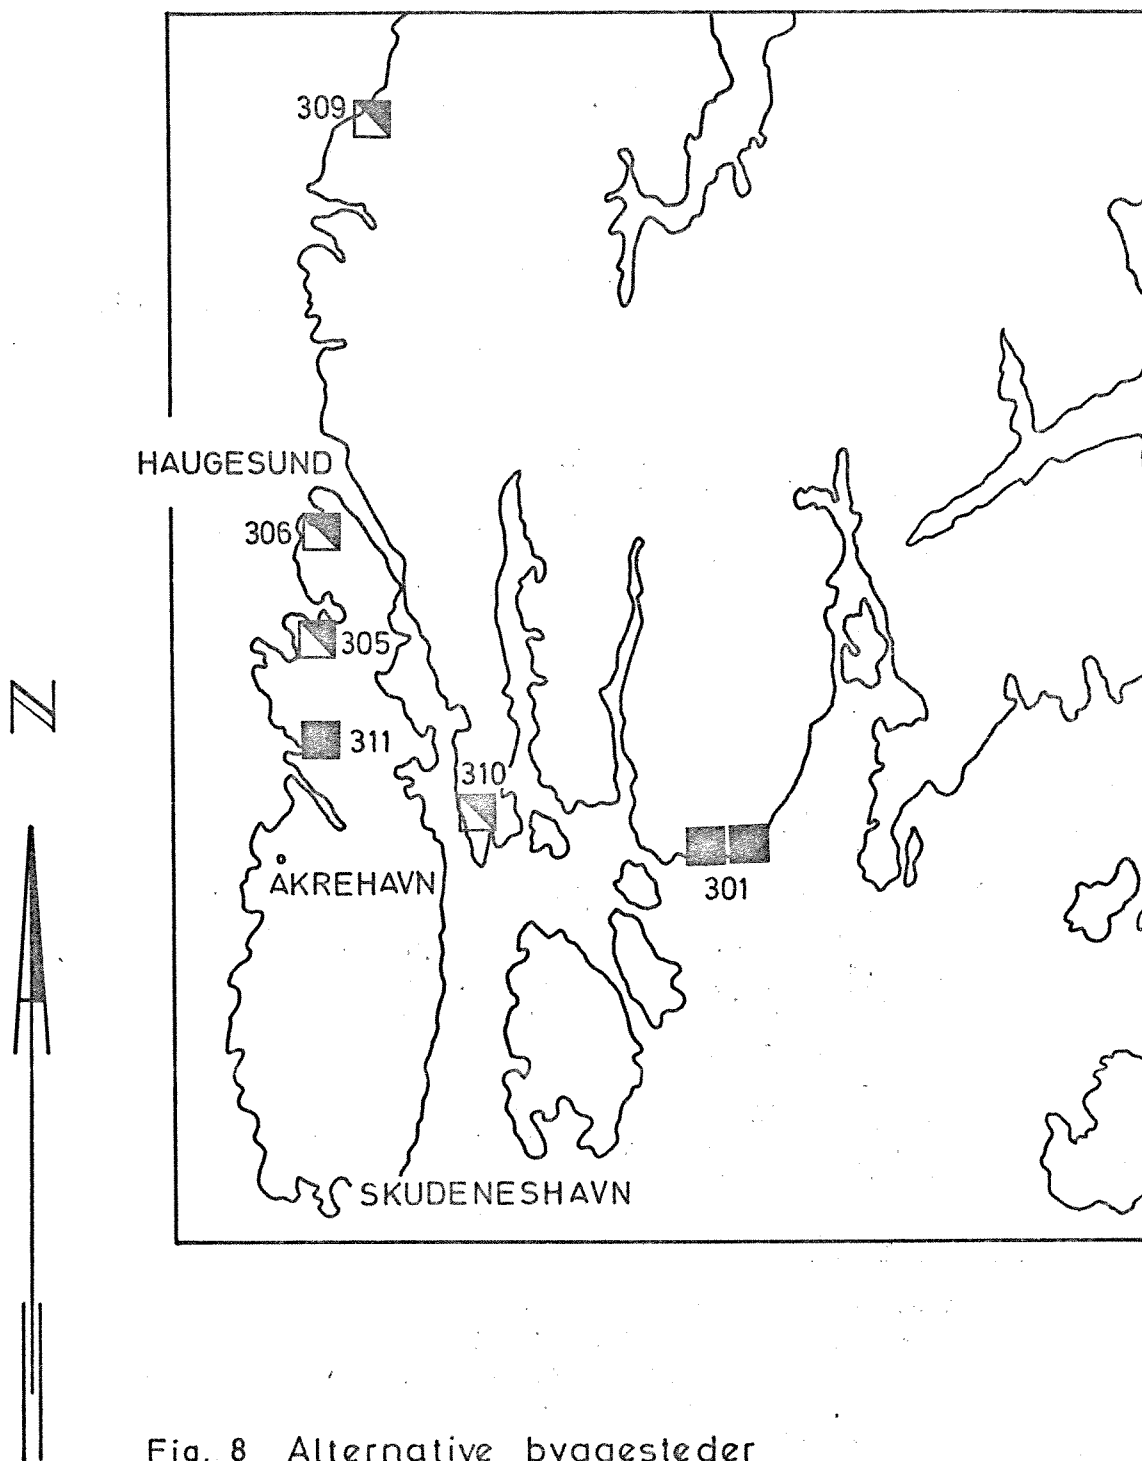 309
HAUGESUND
306
305
N
311
310
301
ÅKREHAVN
SKUDENESHAVN
Fig. 8 Alternative byggesteder